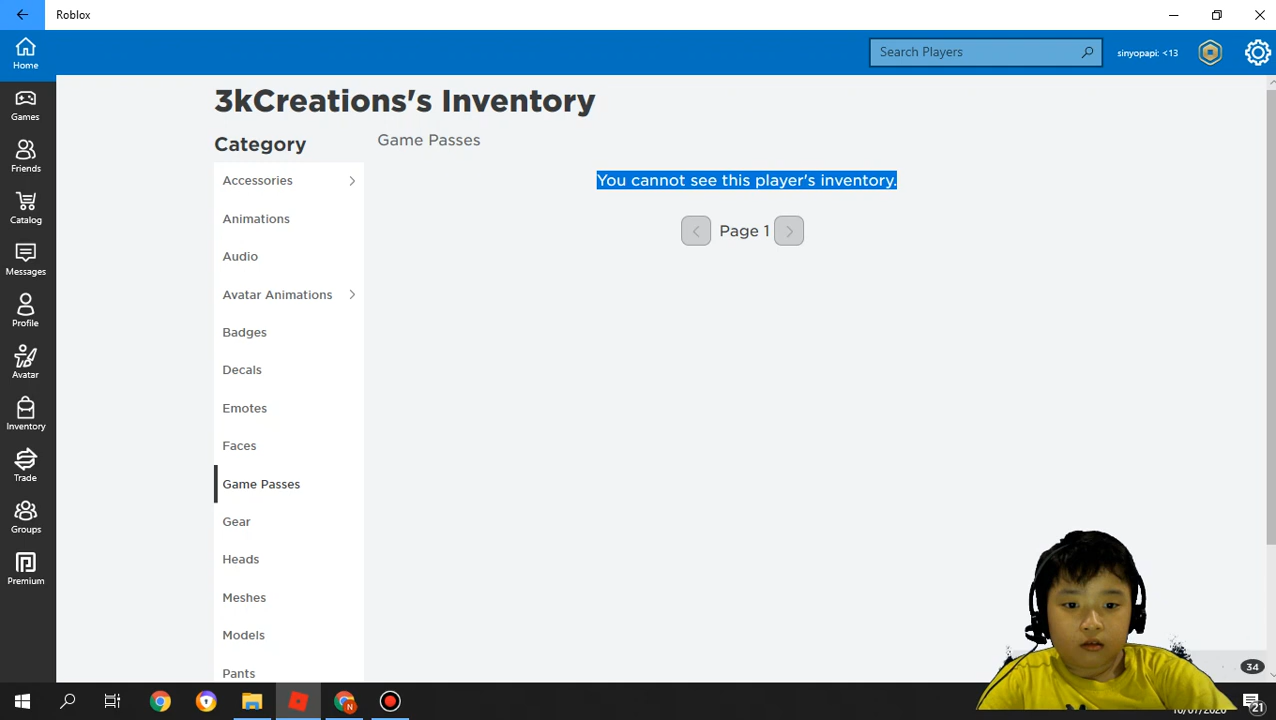 Roblox
Home
Search Players
sinyopapi: <13
Games
Friends
Catalog
Messages
Profile
Avatar
Inventory
Trade
Groups
Premium
3kCreations's Inventory
Category
Accessories
Animations
Audio
Avatar Animations
Badges
Decals
Emotes
Faces
Game Passes
Gear
Heads
Meshes
Models
Pants
Game Passes
You cannot see this player's inventory.
Page 1
34
N
21